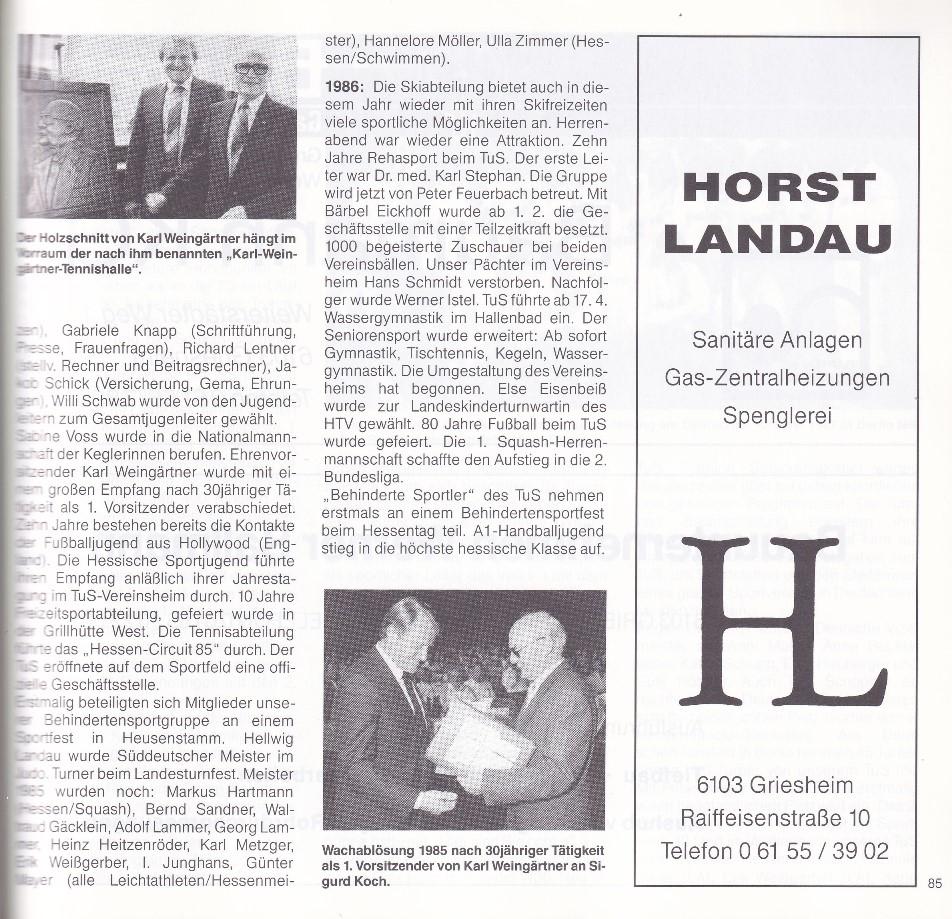 Der Holzschnitt von Karl Weingärtner hängt im
Vorraum der nach ihm benannten „Karl-Wein-
gärtner-Tennishalle“.
zen), Gabriele Knapp (Schriftführung,
Presse, Frauenfragen), Richard Lentner
(stellv. Rechner und Beitragsrechner), Ja-
kob Schick (Versicherung, Gema, Ehrun-
gen), Willi Schwab wurde von den Jugend-
leitern zum Gesamtjugenleiter gewählt.
Sabine Voss wurde in die Nationalmann-
schaft der Keglerinnen berufen. Ehrenvor-
sitzender Karl Weingärtner wurde mit ei-
nem großen Empfang nach 30jähriger Tä-
tigkeit als 1. Vorsitzender verabschiedet.
Zehn Jahre bestehen bereits die Kontakte
der Fußballjugend aus Hollywood (Eng-
land). Die Hessische Sportjugend führte
ihren Empfang anläßlich ihrer Jahresta-
gung im TuS-Vereinsheim durch. 10 Jahre
Freizeitsportabteilung, gefeiert wurde in
der Grillhütte West. Die Tennisabteilung
führte das „Hessen-Circuit 85“ durch. Der
TuS eröffnete auf dem Sportfeld eine offi-
zielle Geschäftsstelle.
Erstmalig beteiligten sich Mitglieder unse-
rer Behindertensportgruppe an einem
Sportfest in Heusenstamm. Hellwig
Landau wurde Süddeutscher Meister im
Judo. Turner beim Landesturnfest. Meister
1985 wurden noch: Markus Hartmann
(Hessen/Squash), Bernd Sandner, Wal-
traud Gäcklein, Adolf Lammer, Georg Lam-
mer, Heinz Heitzenröder, Karl Metzger,
Erik Weißgerber, I. Junghans, Günter
Mayer (alle Leichtathleten/Hessenmei-
ster), Hannelore Möller, Ulla Zimmer (Hes-
sen/Schwimmen).
1986: Die Skiabteilung bietet auch in die-
sem Jahr wieder mit ihren Skifreizeiten
viele sportliche Möglichkeiten an. Herren-
abend war wieder eine Attraktion. Zehn
Jahre Rehasport beim TuS. Der erste Lei-
ter war Dr. med. Karl Stephan. Die Gruppe
wird jetzt von Peter Feuerbach betreut. Mit
Bärbel Eickhoff wurde ab 1. 2. die Ge-
schäftsstelle mit einer Teilzeitkraft besetzt.
1000 begeisterte Zuschauer bei beiden
Vereinsbällen. Unser Pächter im Vereins-
heim Hans Schmidt verstorben. Nachfol-
ger wurde Werner Istel. TuS führte ab 17. 4.
Wassergymnastik im Hallenbad ein. Der
Seniorensport wurde erweitert: Ab sofort
Gymnastik, Tischtennis, Kegeln, Wasser-
gymnastik. Die Umgestaltung des Vereins-
heims hat begonnen. Else Eisenbeiß
wurde zur Landeskinderturnwartin des
HTV gewählt. 80 Jahre Fußball beim TuS
wurde gefeiert. Die 1. Squash-Herren-
mannschaft schaffte den Aufstieg in die 2.
Bundesliga.
„Behinderte Sportler“ des TuS nehmen
erstmals an einem Behindertensportfest
beim Hessentag teil. A1-Handballjugend
stieg in die höchste hessische Klasse auf.
Wachablösung 1985 nach 30jähriger Tätigkeit
als 1. Vorsitzender von Karl Weingärtner an Si-
gurd Koch.
HORST
LANDAU
Sanitäre Anlagen
Gas-Zentralheizungen
Spenglerei
HL
6103 Griesheim
Raiffeisenstraße 10
Telefon 0 61 55 / 39 02
85